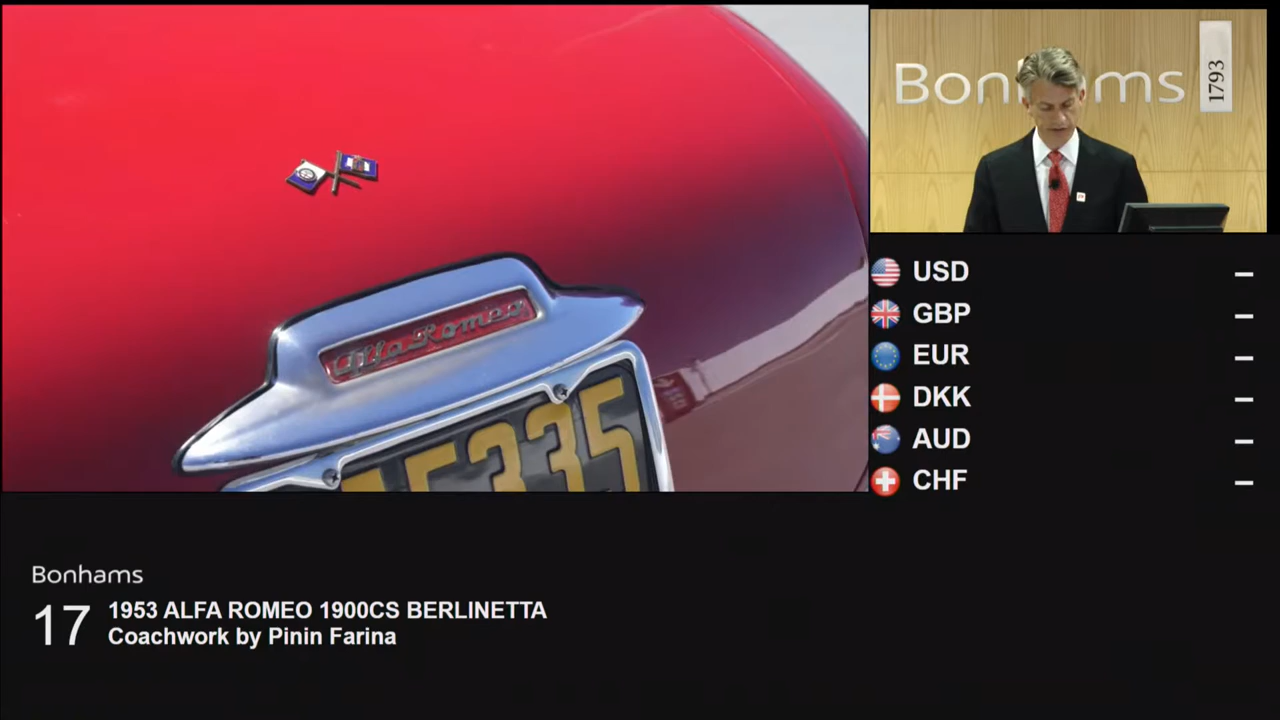 Bonhams
1793
Alfa Romeo
5335
USD –
GBP –
EUR –
DKK –
AUD –
CHF –
Bonhams
17
1953 ALFA ROMEO 1900CS BERLINETTA
Coachwork by Pinin Farina